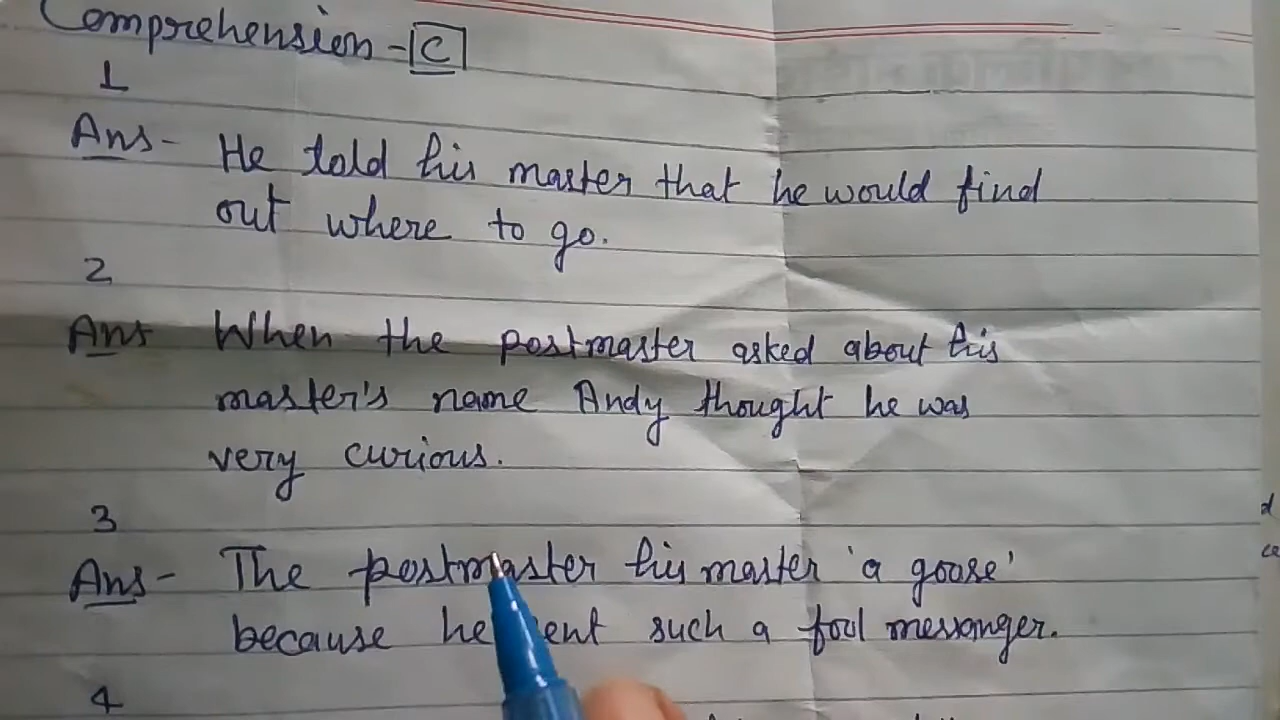 Comprehension - C
1
Ans - He told his master that he would find
out where to go.
2
Ans When the postmaster asked about his
master's name Andy thought he was
very curious.
3
Ans - The postmaster his master 'a goose'
because he sent such a fool messanger.
4